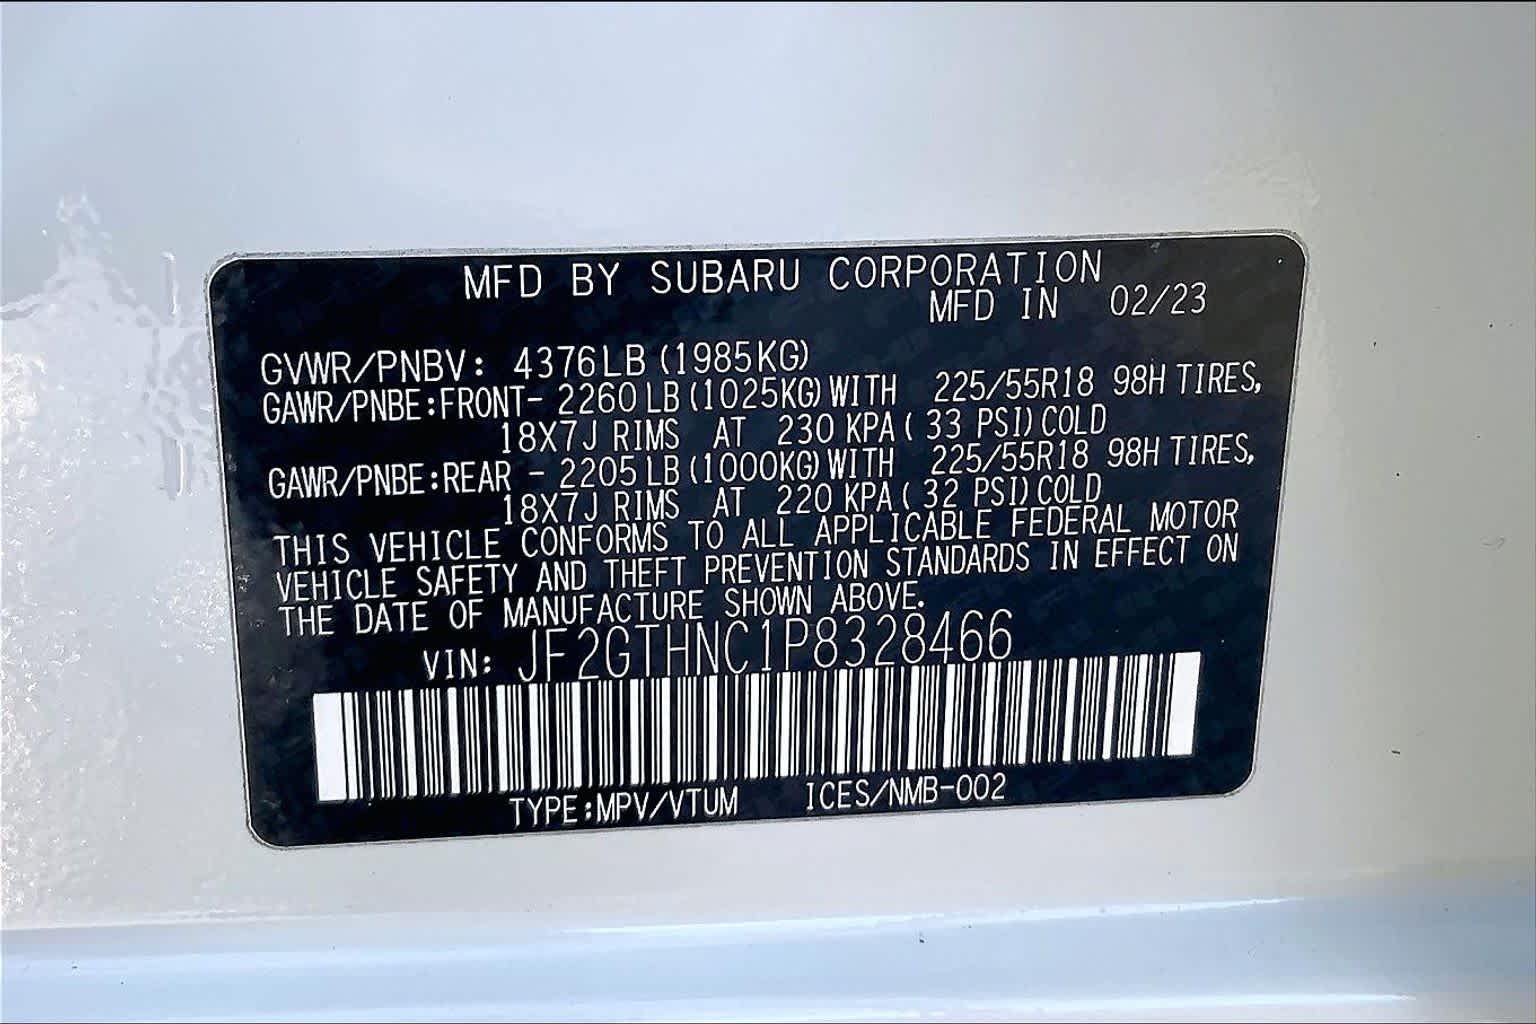 MFD BY SUBARU CORPORATION
MFD IN 02/23
GVWR/PNBV: 4376LB (1985KG)
GAWR/PNBE:FRONT- 2260 LB (1025KG) WITH 225/55R18 98H TIRES,
18X7J RIMS AT 230 KPA ( 33 PSI) COLD
GAWR/PNBE:REAR - 2205 LB (1000KG) WITH 225/55R18 98H TIRES,
18X7J RIMS AT 220 KPA ( 32 PSI) COLD
THIS VEHICLE CONFORMS TO ALL APPLICABLE FEDERAL MOTOR
VEHICLE SAFETY AND THEFT PREVENTION STANDARDS IN EFFECT ON
THE DATE OF MANUFACTURE SHOWN ABOVE.
VIN: JF2GTHNC1P8328466
TYPE:MPV/VTUM ICES/NMB-002